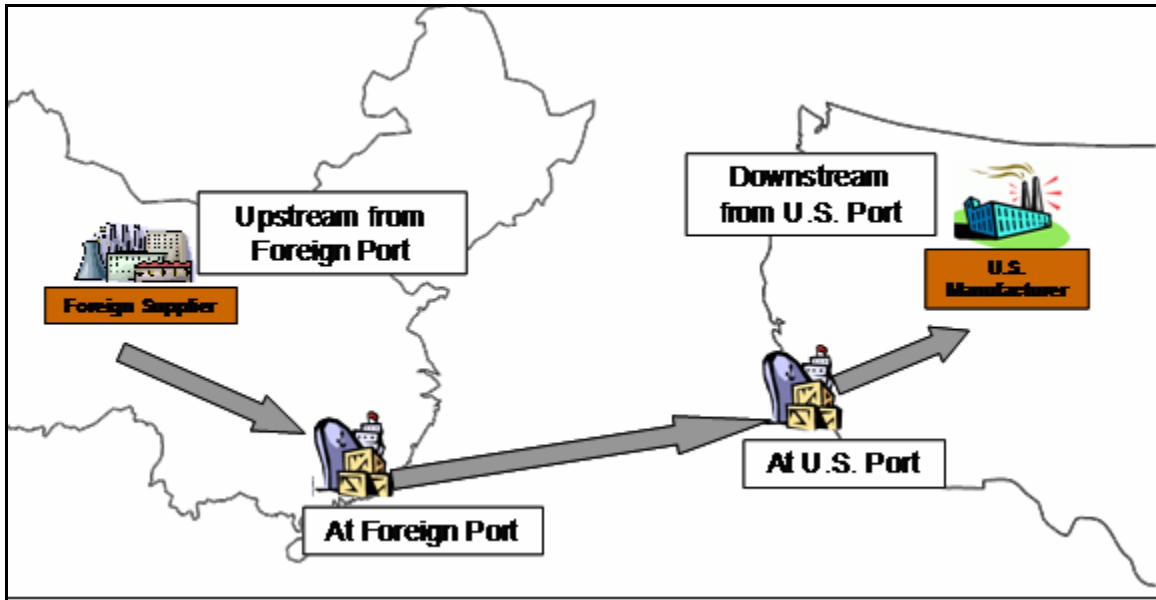 Upstream from
Foreign Port
Foreign Supplier
At Foreign Port
Downstream
from U.S. Port
U.S.
Manufacturer
At U.S. Port